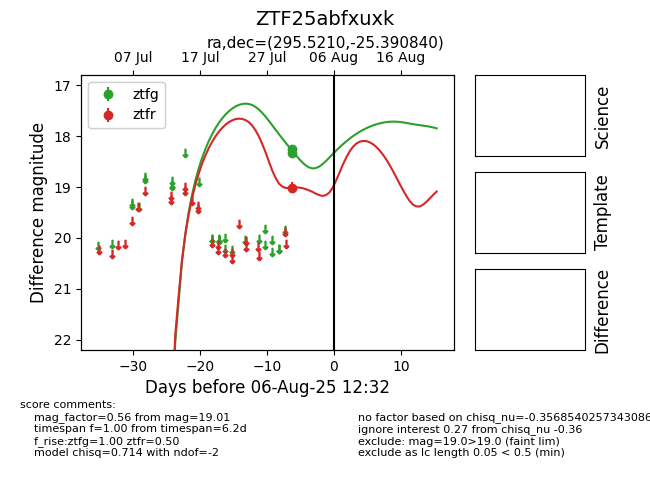 ZTF25abfxuxk
ra,dec=(295.5210,-25.390840)
07 Jul 17 Jul 27 Jul 06 Aug 16 Aug
ztfg
ztfr
17
18
19
20
21
22
Difference magnitude
−30 −20 −10 0 10
Days before 06-Aug-25 12:32
Science
Template
Difference
score comments:
mag_factor=0.56 from mag=19.01
timespan f=1.00 from timespan=6.2d
f_rise:ztfg=1.00 ztfr=0.50
model chisq=0.714 with ndof=-2
no factor based on chisq_nu=-0.3568540257343086
ignore interest 0.27 from chisq_nu -0.36
exclude: mag=19.0>19.0 (faint lim)
exclude as lc length 0.05 < 0.5 (min)